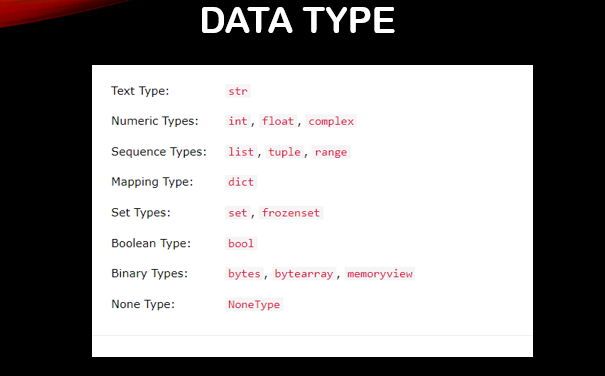 DATA TYPE
Text Type: str
Numeric Types: int, float, complex
Sequence Types: list, tuple, range
Mapping Type: dict
Set Types: set, frozenset
Boolean Type: bool
Binary Types: bytes, bytearray, memoryview
None Type: NoneType